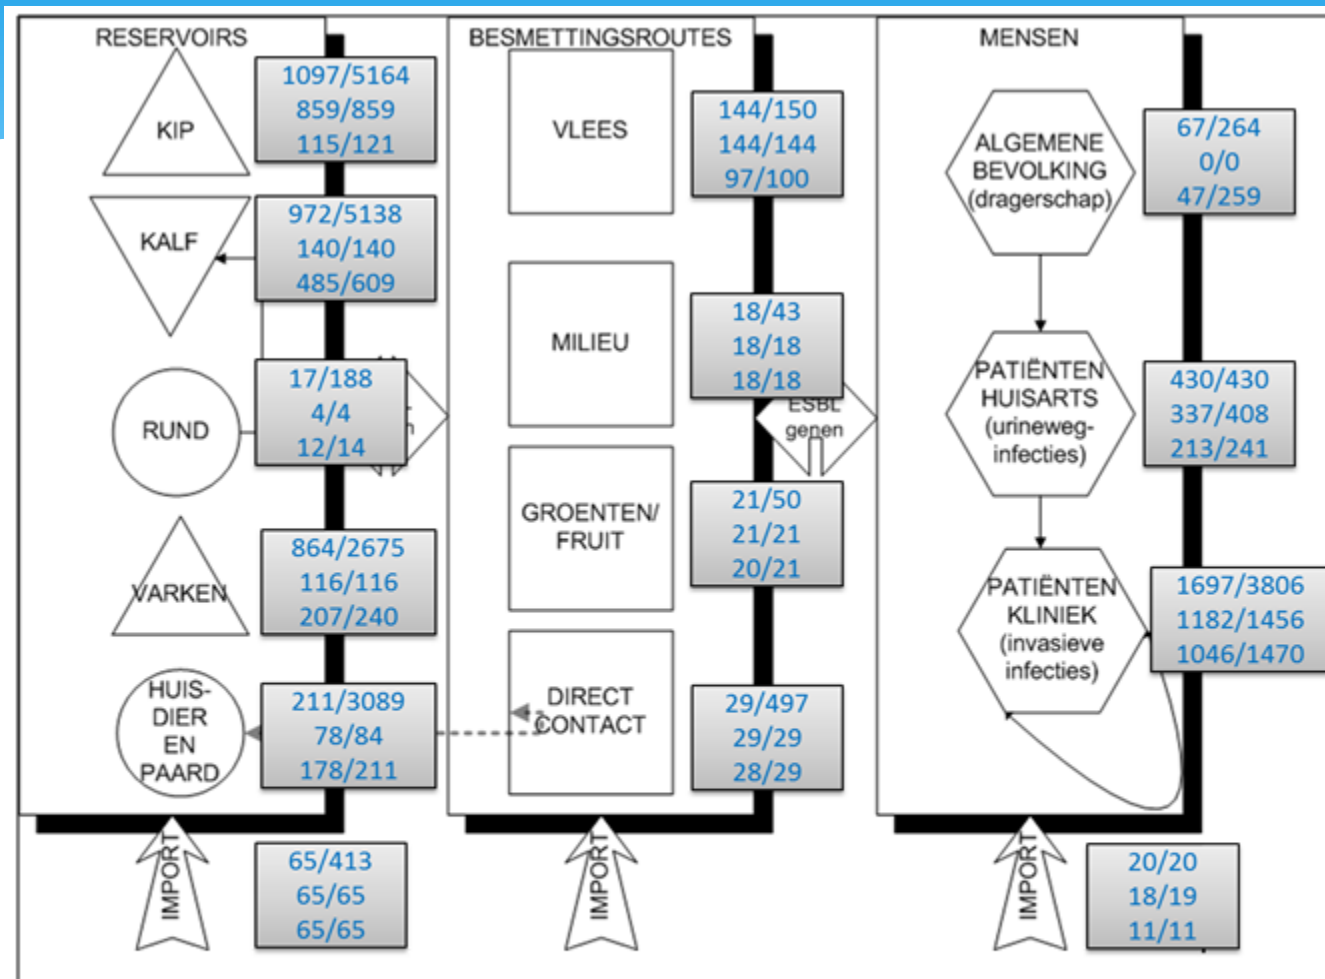 RESERVOIRS
KIP
1097/5164
859/859
115/121
KALF
972/5138
140/140
485/609
RUND
17/188
4/4
12/14
VARKEN
864/2675
116/116
207/240
HUIS-
DIER
EN
PAARD
211/3089
78/84
178/211
IMPORT
65/413
65/65
65/65
BESMETTINGSROUTES
VLEES
144/150
144/144
97/100
MILIEU
18/43
18/18
18/18
ESBL
genen
GROENTEN/
FRUIT
21/50
21/21
20/21
DIRECT
CONTACT
29/497
29/29
28/29
IMPORT
MENSEN
ALGEMENE
BEVOLKING
(dragerschap)
67/264
0/0
47/259
PATIËNTEN
HUISARTS
(urineweg-
infecties)
430/430
337/408
213/241
PATIËNTEN
KLINIEK
(invasieve
infecties)
1697/3806
1182/1456
1046/1470
IMPORT
20/20
18/19
11/11